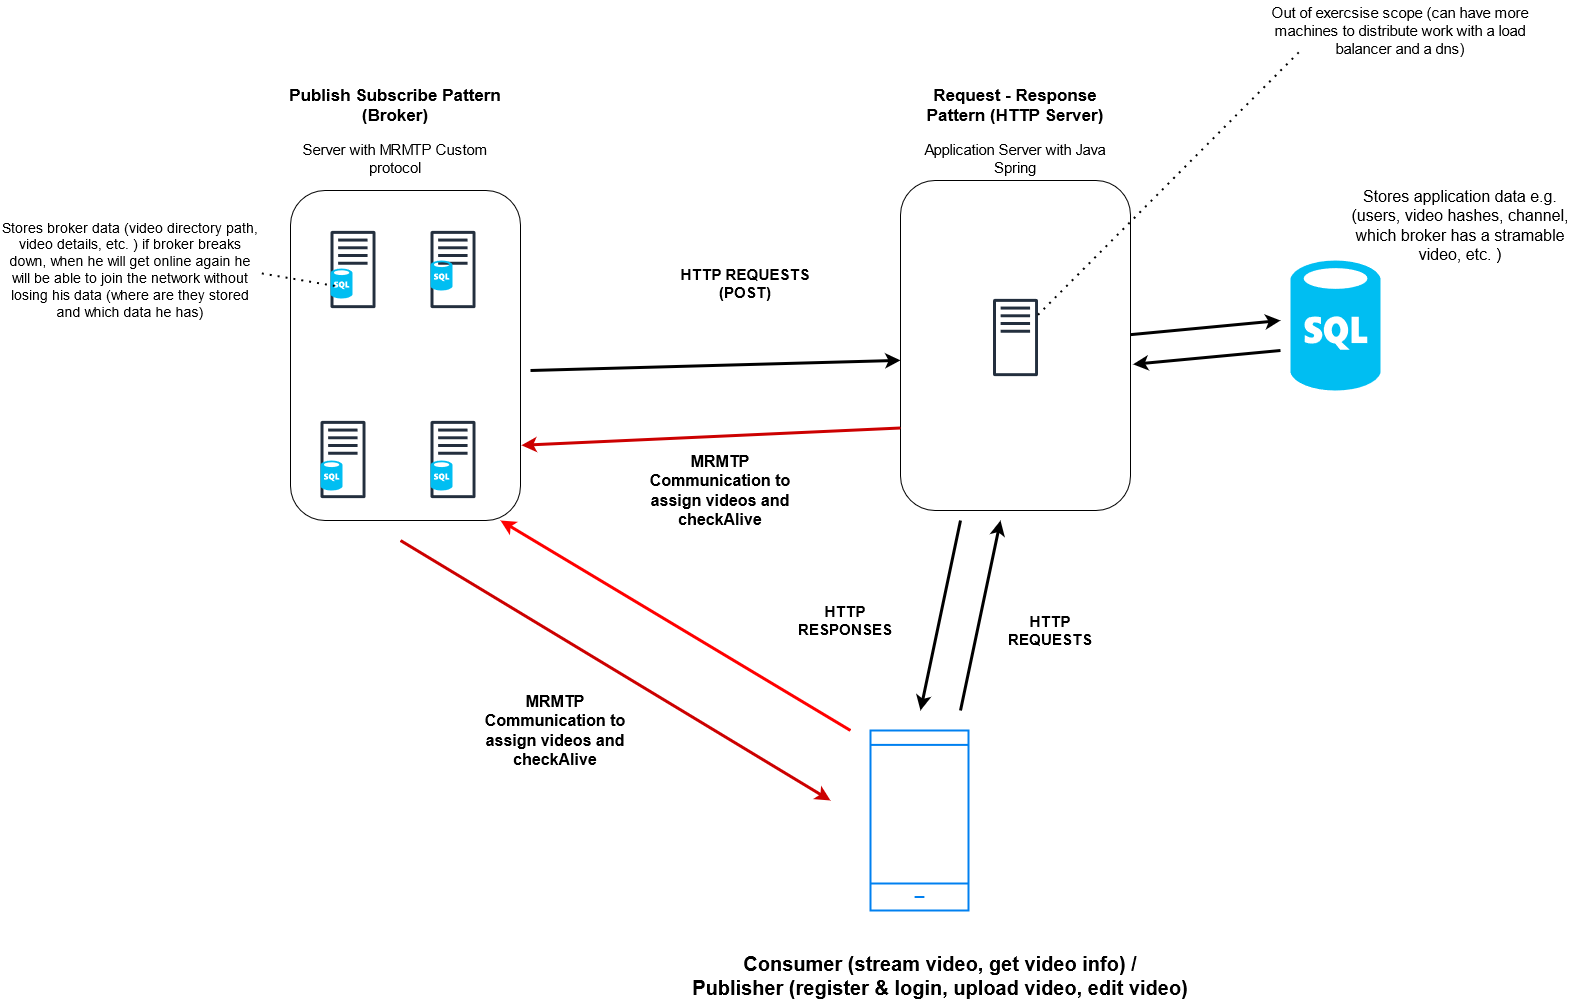 Out of exercsise scope (can have more
machines to distribute work with a load
balancer and a dns)
Publish Subscribe Pattern
(Broker)
Server with MRMTP Custom
protocol
Request - Response
Pattern (HTTP Server)
Application Server with Java
Spring
Stores broker data (video directory path,
video details, etc. ) if broker breaks
down, when he will get online again he
will be able to join the network without
losing his data (where are they stored
and which data he has)
SQL
SQL
SQL
SQL
HTTP REQUESTS
(POST)
Stores application data e.g.
(users, video hashes, channel,
which broker has a stramable
video, etc. )
SQL
MRMTP
Communication to
assign videos and
checkAlive
HTTP
RESPONSES
HTTP
REQUESTS
MRMTP
Communication to
assign videos and
checkAlive
Consumer (stream video, get video info) /
Publisher (register & login, upload video, edit video)